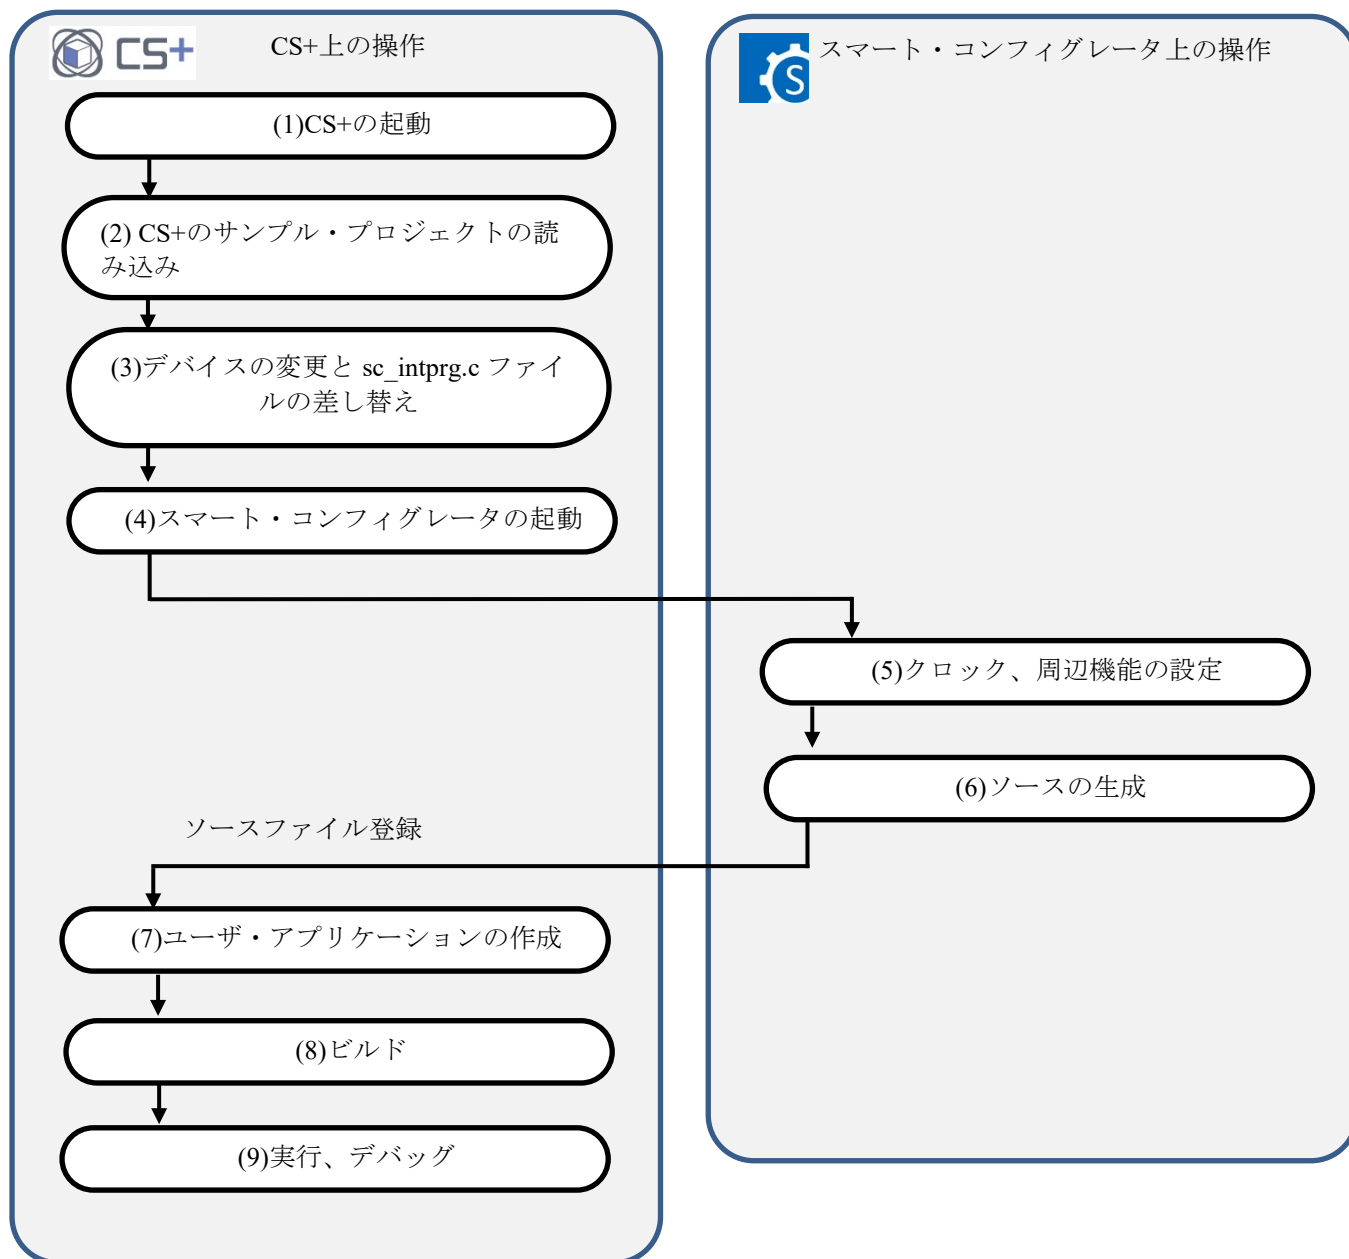 CS+
CS+上の操作
(1)CS+の起動
(2) CS+のサンプル・プロジェクトの読
み込み
(3)デバイスの変更と sc_intprg.c ファイ
ルの差し替え
(4)スマート・コンフィグレータの起動
S
スマート・コンフィグレータ上の操作
(5)クロック、周辺機能の設定
(6)ソースの生成
ソースファイル登録
(7)ユーザ・アプリケーションの作成
(8)ビルド
(9)実行、デバッグ